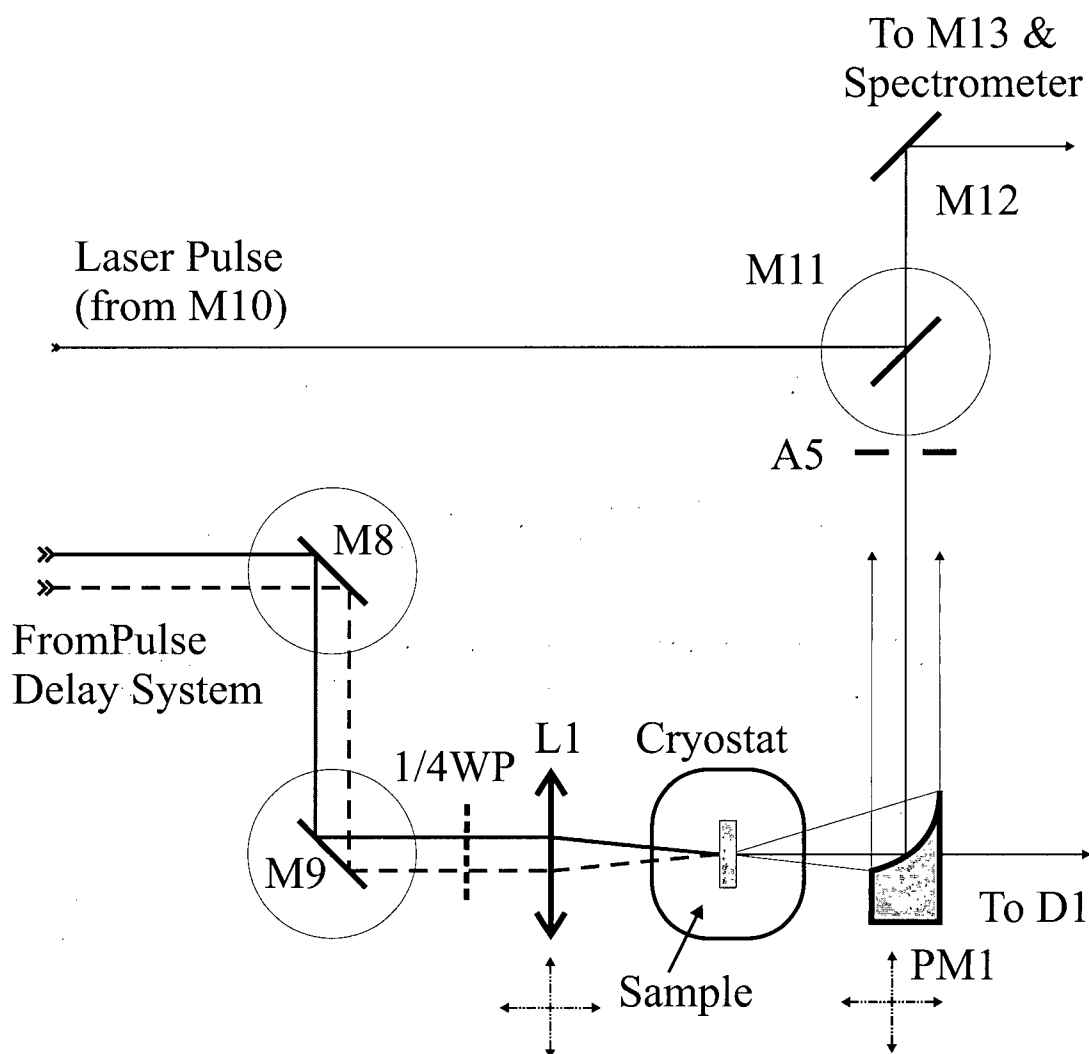 To M13 &
Spectrometer
M12
M11
Laser Pulse
(from M10)
A5
M8
FromPulse
Delay System
L1
Cryostat
1/4WP
M9
To D1
PM1
Sample